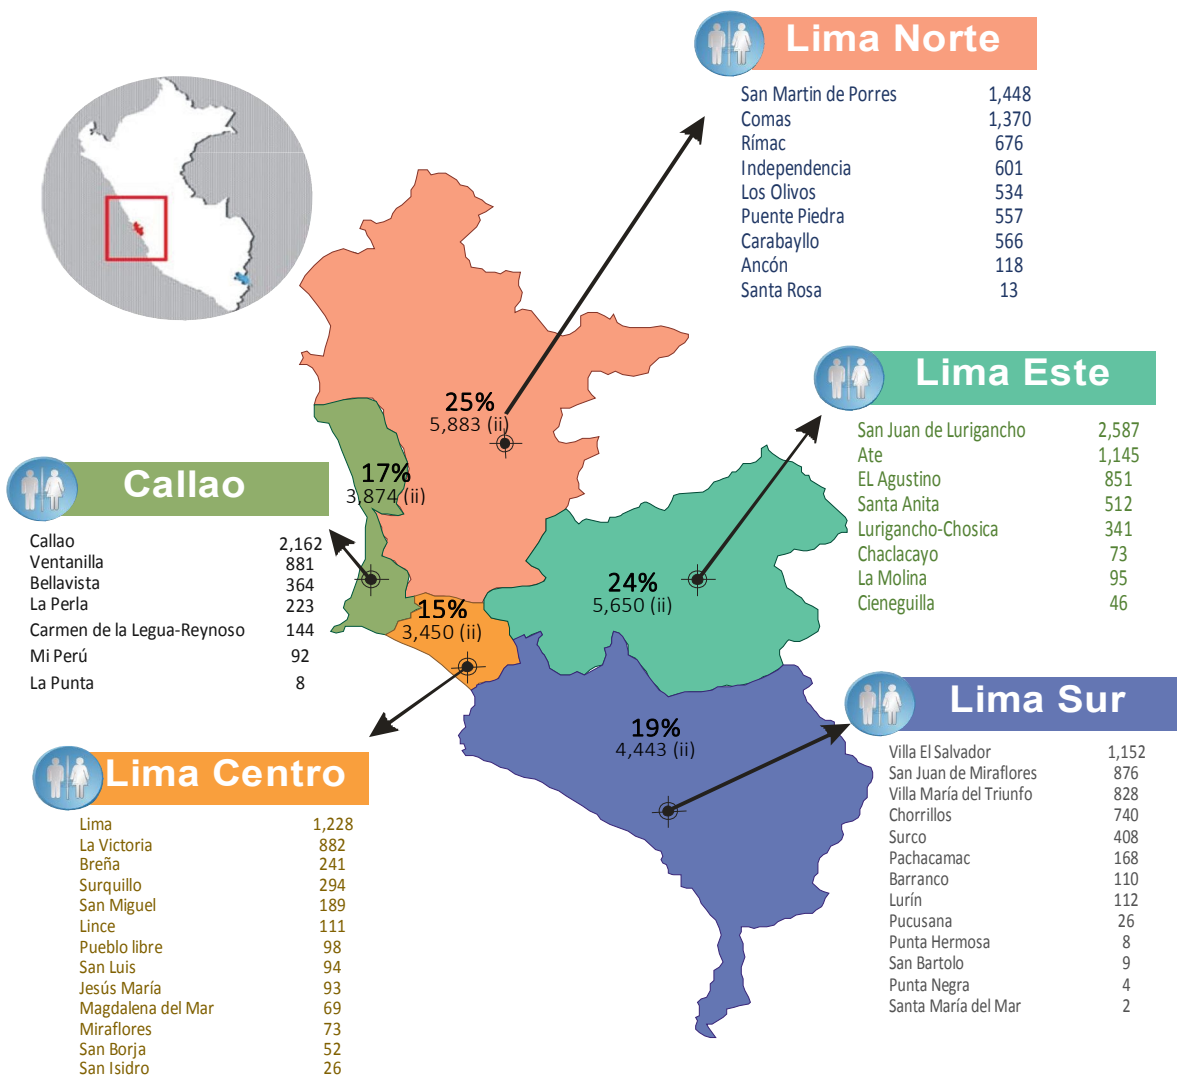 Lima Norte
San Martin de Porres 1,448
Comas 1,370
Rímac 676
Independencia 601
Los Olivos 534
Puente Piedra 557
Carabayllo 566
Ancón 118
Santa Rosa 13
Lima Este
San Juan de Lurigancho 2,587
Ate 1,145
EL Agustino 851
Santa Anita 512
Lurigancho-Chosica 341
Chaclacayo 73
La Molina 95
Cieneguilla 46
25%
5,883 (ii)
17%
3,874 (ii)
24%
5,650 (ii)
15%
3,450 (ii)
19%
4,443 (ii)
Callao
Callao 2,162
Ventanilla 881
Bellavista 364
La Perla 223
Carmen de la Legua-Reynoso 144
Mi Perú 92
La Punta 8
Lima Sur
Villa El Salvador 1,152
San Juan de Miraflores 876
Villa María del Triunfo 828
Chorrillos 740
Surco 408
Pachacamac 168
Barranco 110
Lurín 112
Pucusana 26
Punta Hermosa 8
San Bartolo 9
Punta Negra 4
Santa María del Mar 2
Lima Centro
Lima 1,228
La Victoria 882
Breña 241
Surquillo 294
San Miguel 189
Lince 111
Pueblo libre 98
San Luis 94
Jesús María 93
Magdalena del Mar 69
Miraflores 73
San Borja 52
San Isidro 26